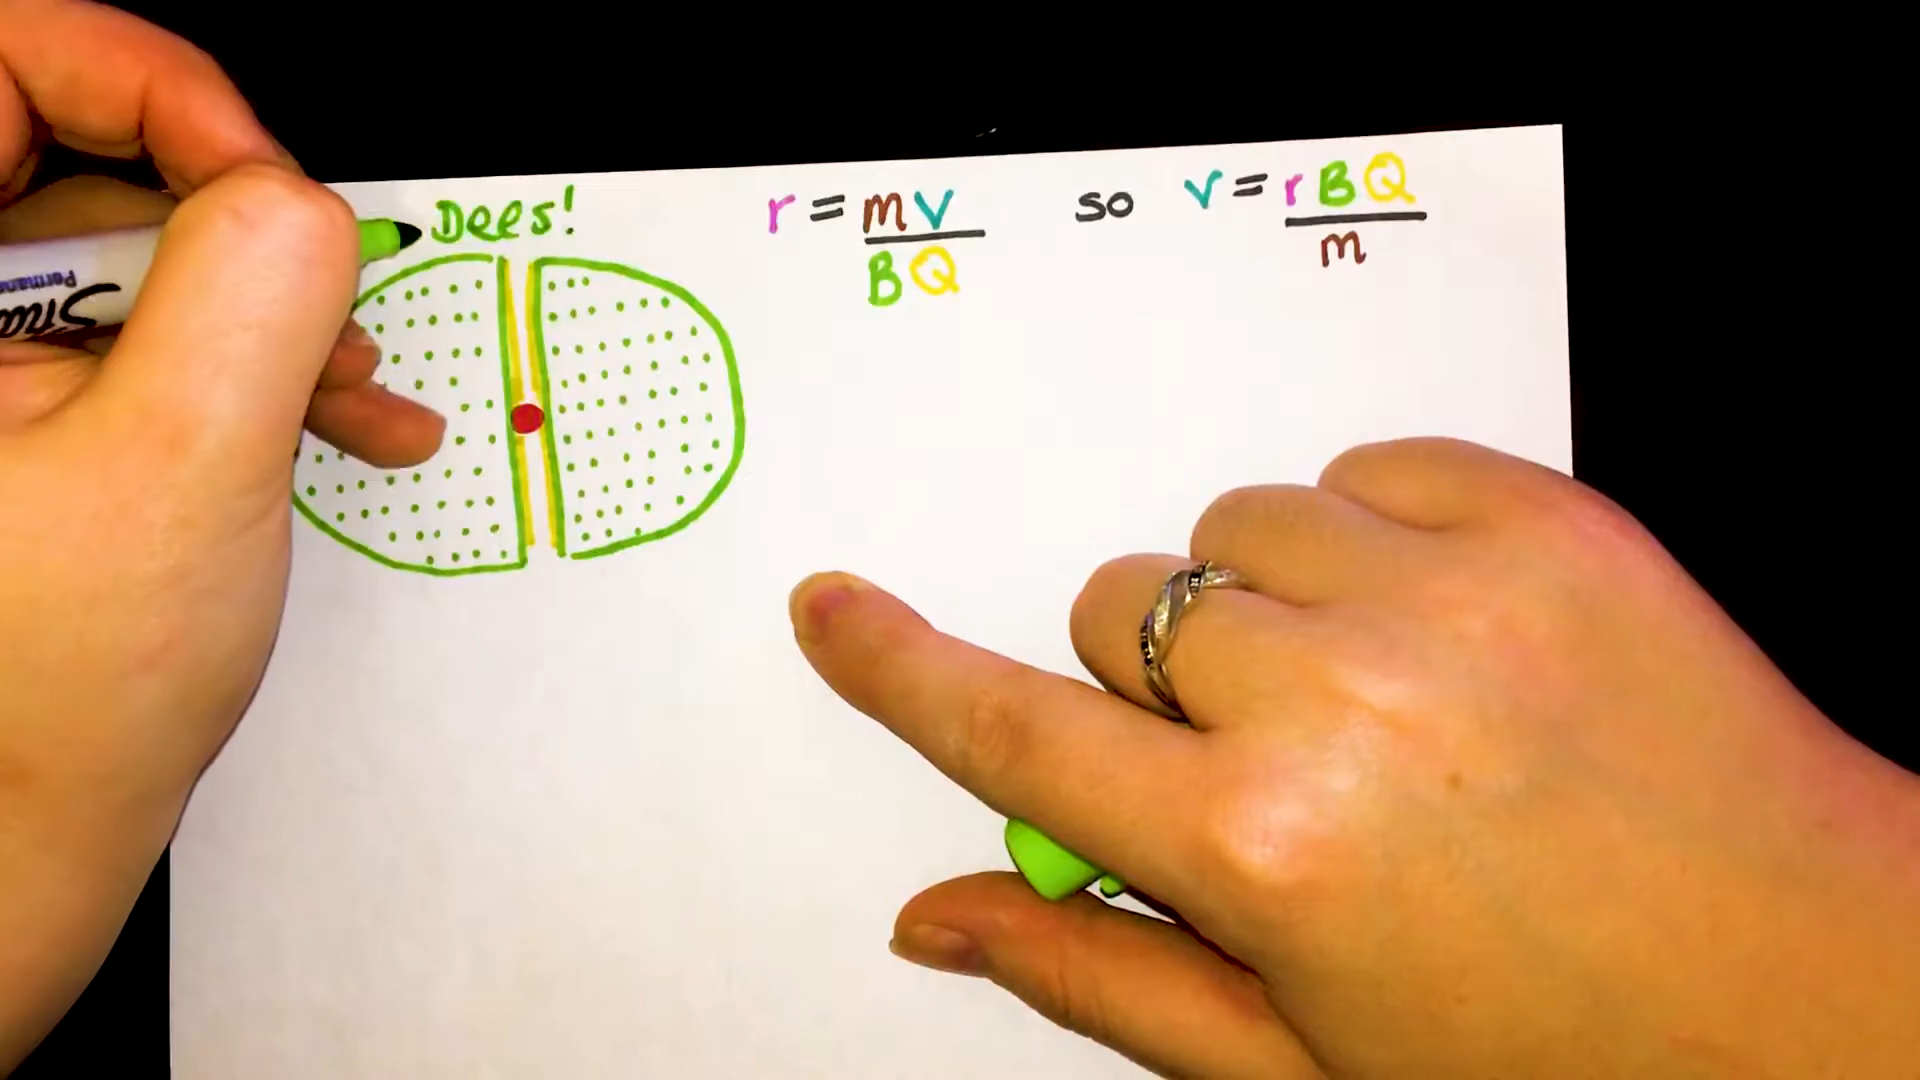 Dees!
r = mv
BQ
so
v = rBQ
m